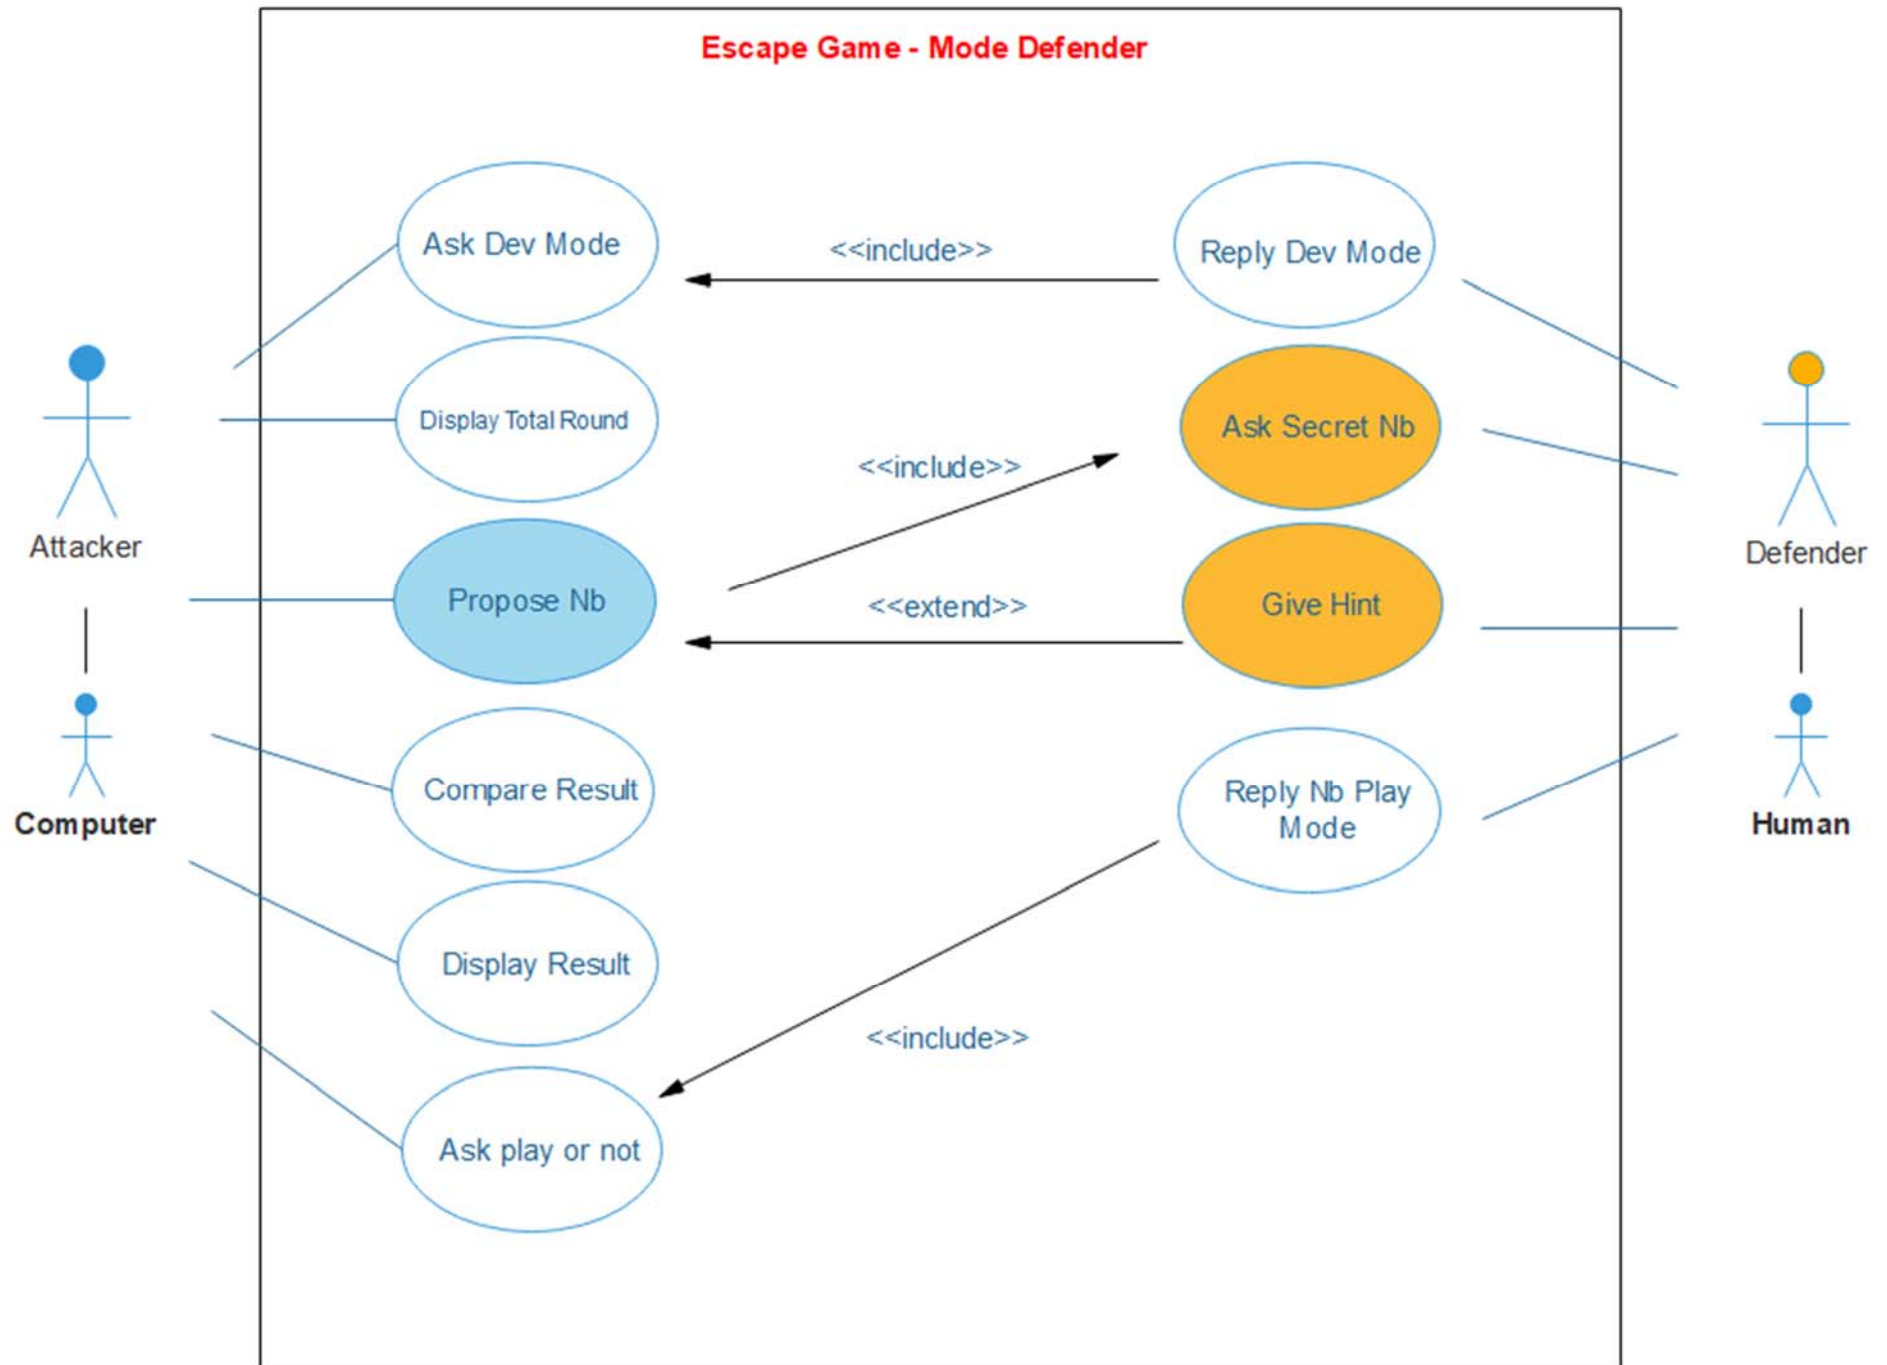 Escape Game - Mode Defender
Ask Dev Mode
<<include>>
Reply Dev Mode
Display Total Round
Ask Secret Nb
<<include>>
Attacker
Defender
Propose Nb
<<extend>>
Give Hint
Compare Result
Reply Nb Play
Mode
Computer
Human
Display Result
<<include>>
Ask play or not